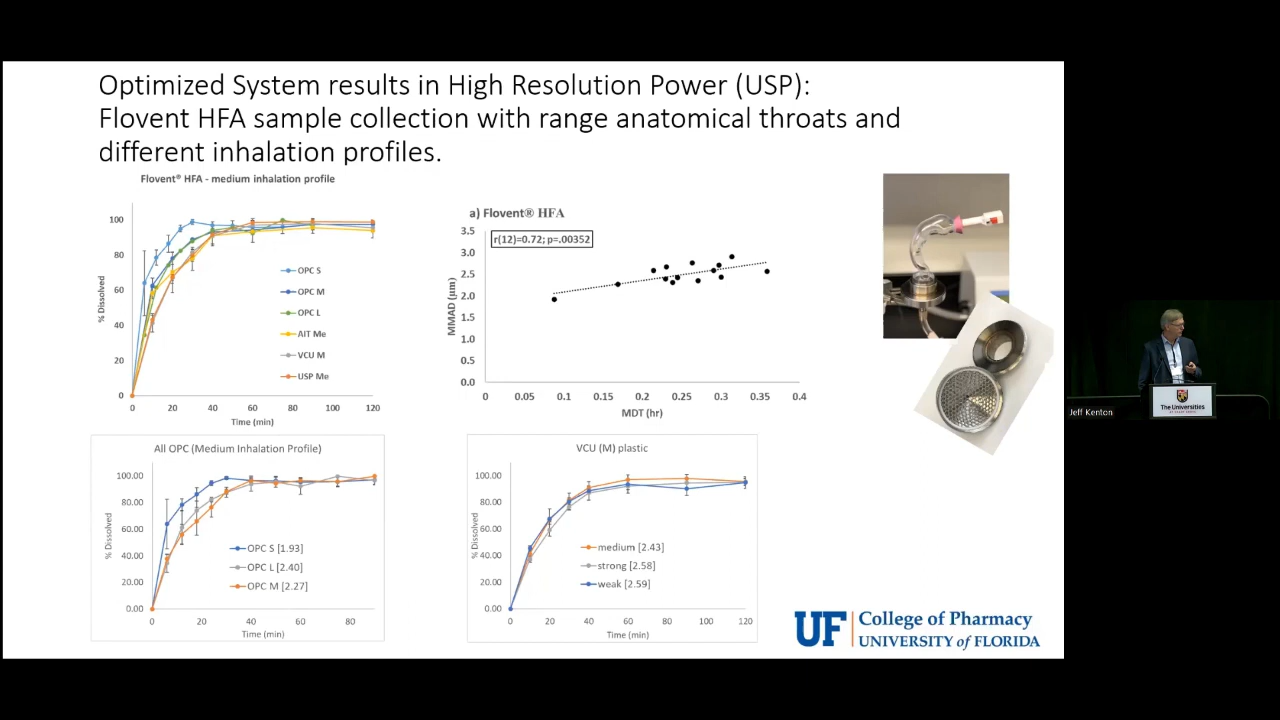 Optimized System results in High Resolution Power (USP):
Flovent HFA sample collection with range anatomical throats and
different inhalation profiles.
Flovent® HFA - medium inhalation profile
100
80
60
40
20
0
% Dissolved
0 20 40 60 80 100 120
Time (min)
OPC S
OPC M
OPC L
AIT Me
VCU M
USP Me
a) Flovent® HFA
r(12)=0.72; p=.00352
3.5
3.0
2.5
2.0
1.5
1.0
0.5
0.0
MMAD (µm)
0 0.05 0.1 0.15 0.2 0.25 0.3 0.35 0.4
MDT (hr)
All OPC (Medium Inhalation Profile)
100.00
80.00
60.00
40.00
20.00
0.00
% Dissolved
0 20 40 60 80
Time (min)
OPC S [1.93]
OPC L [2.40]
OPC M [2.27]
VCU (M) plastic
100.00
80.00
60.00
40.00
20.00
0.00
% Dissolved
0 20 40 60 80 100 120
Time (min)
medium [2.43]
strong [2.58]
weak [2.59]
UF College of Pharmacy
UNIVERSITY of FLORIDA
The Universities
Jeff Kenton